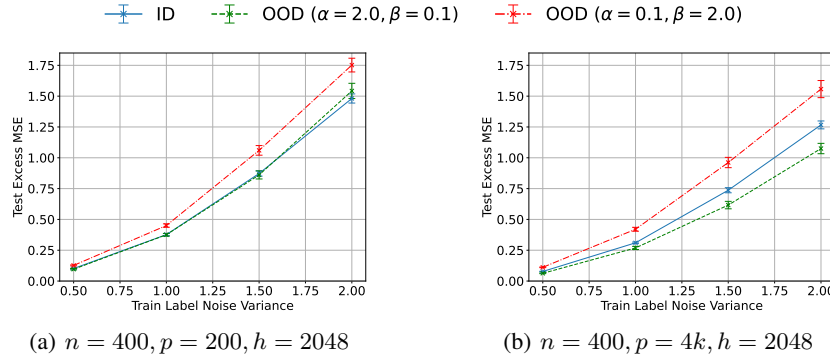 ID OOD (α = 2.0, β = 0.1) OOD (α = 0.1, β = 2.0)
1.75
1.50
1.25
1.00
0.75
0.50
0.25
0.00
Test Excess MSE
0.50 0.75 1.00 1.25 1.50 1.75 2.00
Train Label Noise Variance
(a) n = 400, p = 200, h = 2048
1.75
1.50
1.25
1.00
0.75
0.50
0.25
0.00
Test Excess MSE
0.50 0.75 1.00 1.25 1.50 1.75 2.00
Train Label Noise Variance
(b) n = 400, p = 4k, h = 2048